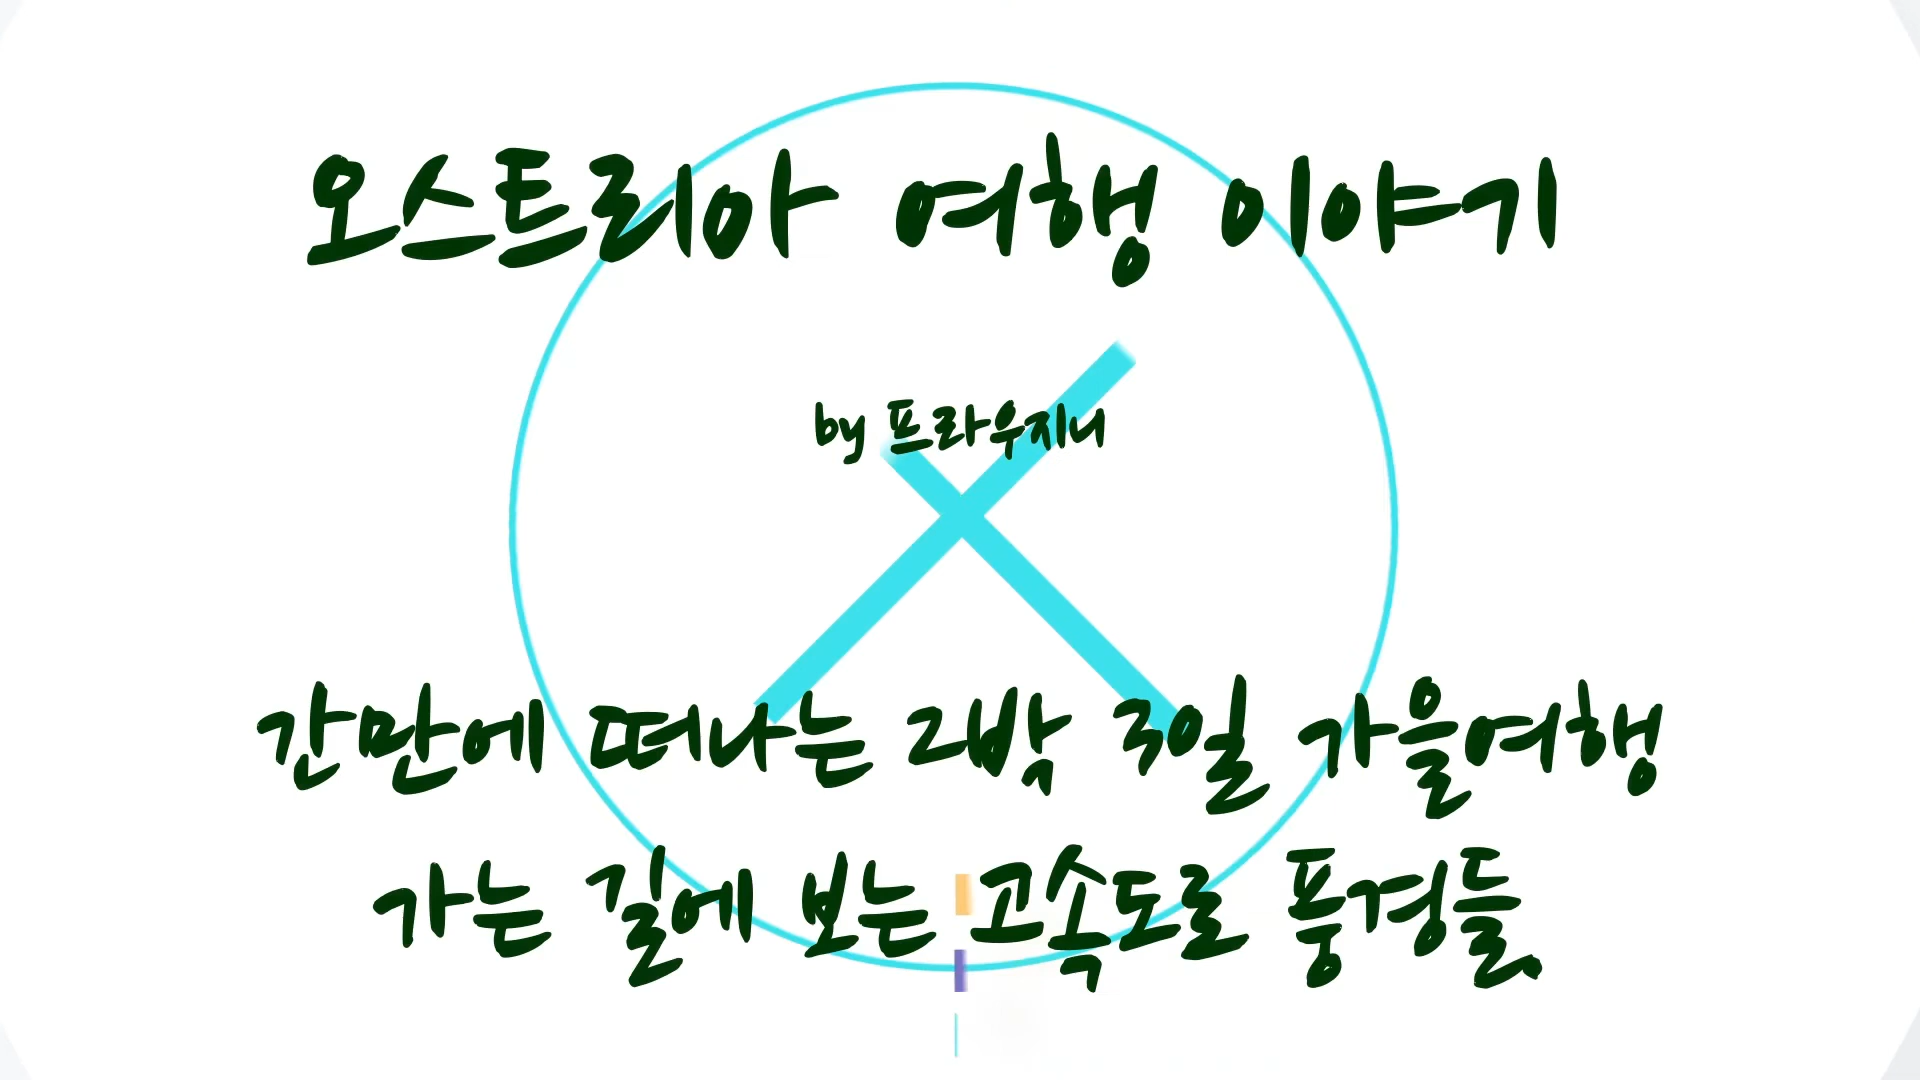 오스트리아 여행 이야기
by 프라우지니
간만에 떠나는 2박 3일 가을여행
가는 길에 보는 고속도로 풍경들.